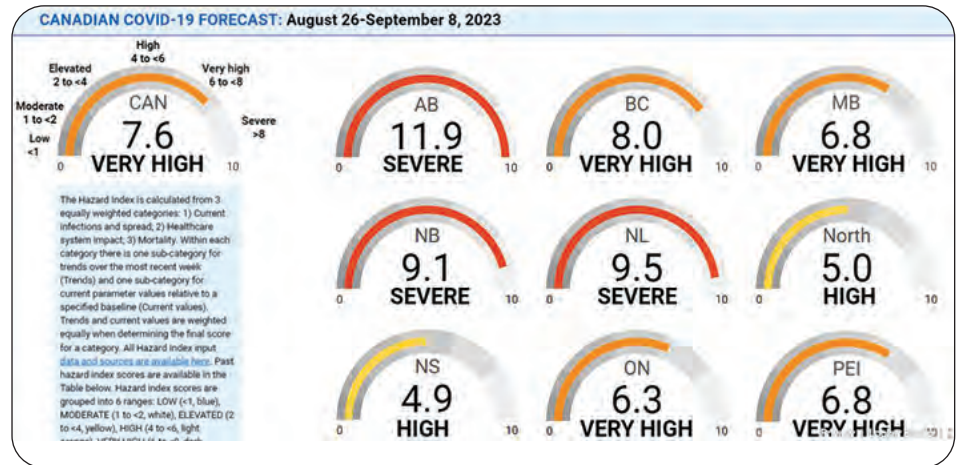 CANADIAN COVID-19 FORECAST: August 26-September 8, 2023
High
4 to <6
Elevated
2 to <4
Very high
6 to <8
Moderate
1 to <2
Severe
>8
Low
<1
CAN
7.6
VERY HIGH
0
10
The Hazard Index is calculated from 3
equally weighted categories: 1) Current
infections and spread; 2) Healthcare
system impact; 3) Mortality. Within each
category there is one sub-category for
trends over the most recent week
(Trends) and one sub-category for
current parameter values relative to a
specified baseline (Current values).
Trends and current values are weighted
equally when determining the final score
for a category. All Hazard Index input
data and sources are available here. Past
hazard index scores are available in the
Table below. Hazard index scores are
grouped into 6 ranges: LOW (<1, blue),
MODERATE (1 to <2, white), ELEVATED (2
to <4, yellow), HIGH (4 to <6, light
AB
11.9
SEVERE
0
10
BC
8.0
VERY HIGH
0
10
MB
6.8
VERY HIGH
0
10
NB
9.1
SEVERE
0
10
NL
9.5
SEVERE
0
10
North
5.0
HIGH
0
10
NS
4.9
HIGH
0
10
ON
6.3
VERY HIGH
0
10
PEI
6.8
VERY HIGH
0
10